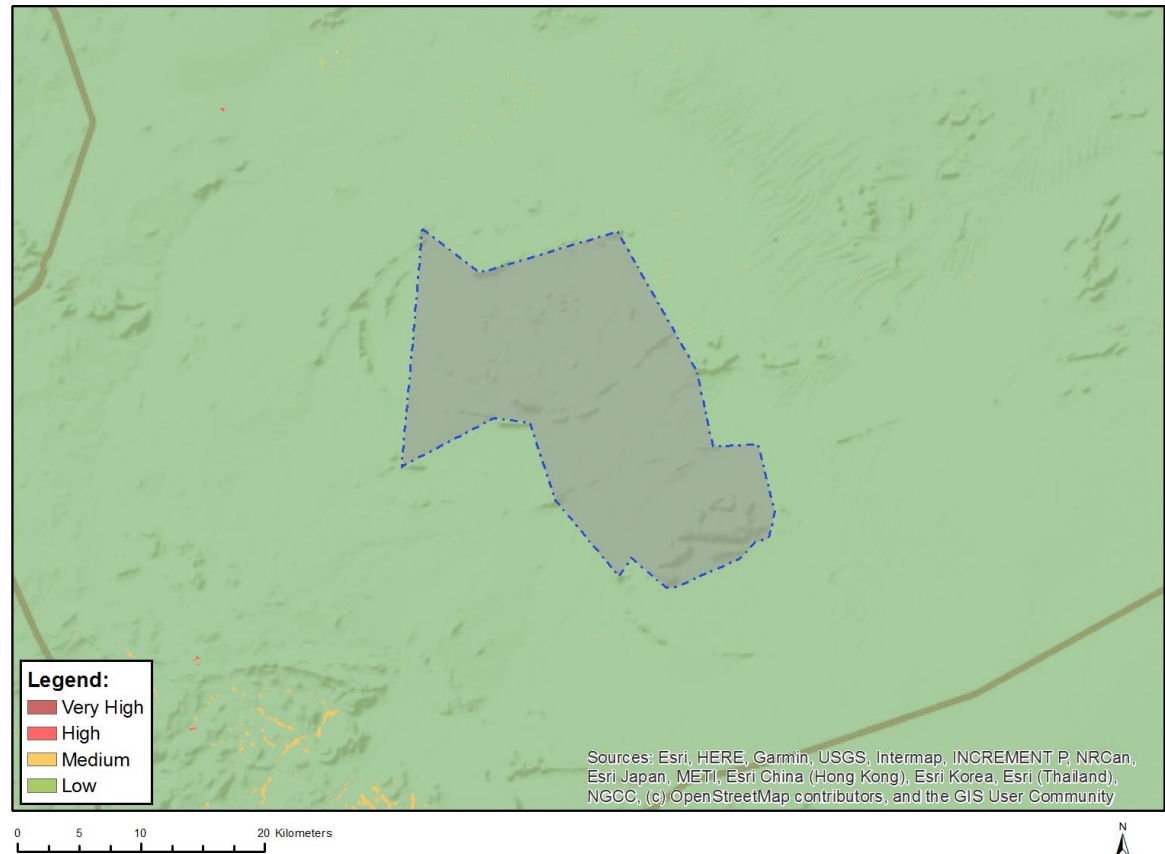 Legend:
Very High
High
Medium
Low
Sources: Esri, HERE, Garmin, USGS, Intermap, INCREMENT P, NRCan,
Esri Japan, METI, Esri China (Hong Kong), Esri Korea, Esri (Thailand),
NGCC, (c) OpenStreetMap contributors, and the GIS User Community
0 5 10 20 Kilometers
N